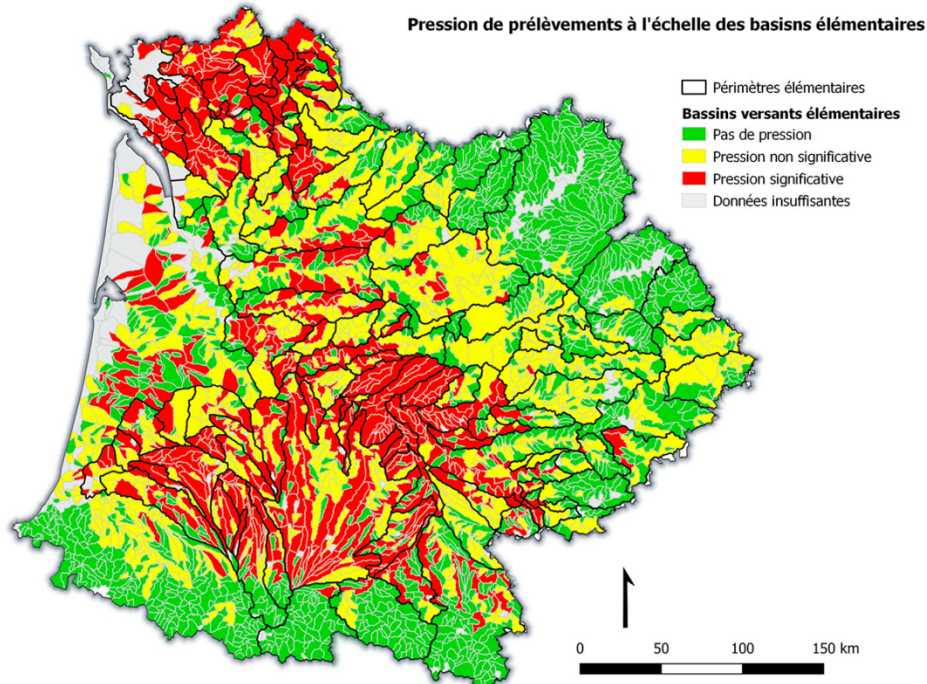 Pression de prélèvements à l'échelle des basisns élémentaires
Périmètres élémentaires
Bassins versants élémentaires
Pas de pression
Pression non significative
Pression significative
Données insuffisantes
0 50 100 150 km